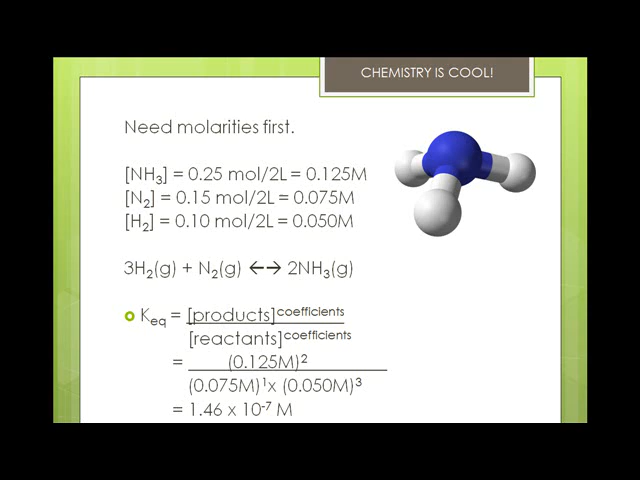 CHEMISTRY IS COOL!
Need molarities first.
[NH₃] = 0.25 mol/2L = 0.125M
[N₂] = 0.15 mol/2L = 0.075M
[H₂] = 0.10 mol/2L = 0.050M
3H₂(g) + N₂(g) ←→ 2NH₃(g)
K_eq = [products]^coefficients
[reactants]^coefficients
= (0.125M)²
(0.075M)¹x (0.050M)³
= 1.46 x 10⁻⁷ M